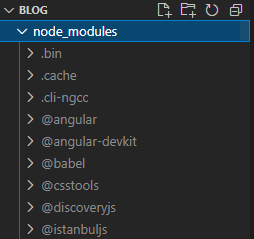 BLOG
node_modules
.bin
.cache
.cli-ngcc
@angular
@angular-devkit
@babel
@csstools
@discoveryjs
@istanbuljs